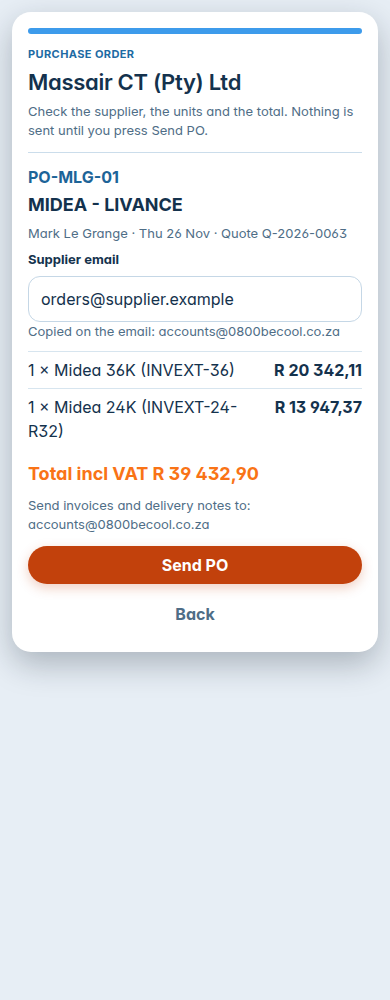 PURCHASE ORDER
Massair CT (Pty) Ltd
Check the supplier, the units and the total. Nothing is
sent until you press Send PO.
PO-MLG-01
MIDEA - LIVANCE
Mark Le Grange · Thu 26 Nov · Quote Q-2026-0063
Supplier email
orders@supplier.example
Copied on the email: accounts@0800becool.co.za
1 × Midea 36K (INVEXT-36) R 20 342,11
1 × Midea 24K (INVEXT-24- R 13 947,37
R32)
Total incl VAT R 39 432,90
Send invoices and delivery notes to:
accounts@0800becool.co.za
Send PO
Back